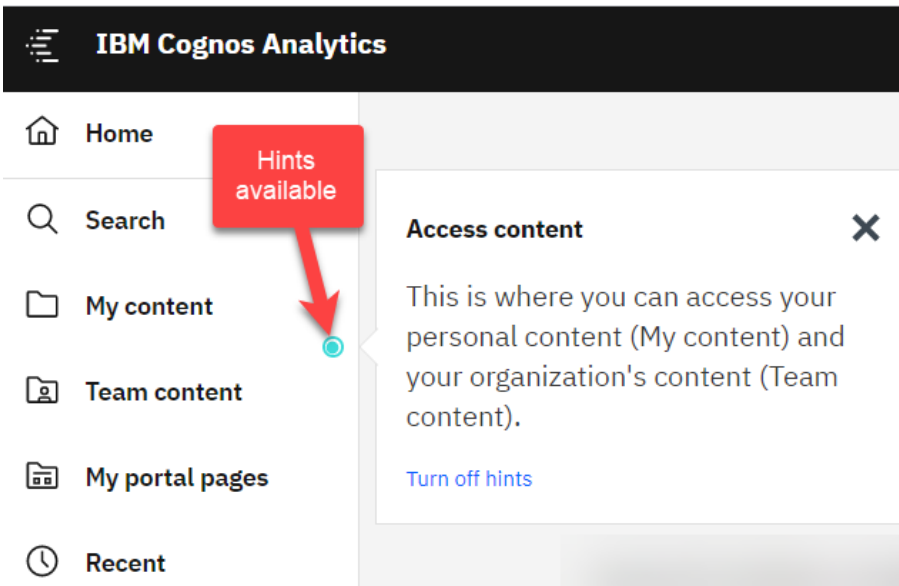 IBM Cognos Analytics
Home
Hints
available
Search
My content
Team content
My portal pages
Recent
Access content
This is where you can access your
personal content (My content) and
your organization's content (Team
content).
Turn off hints